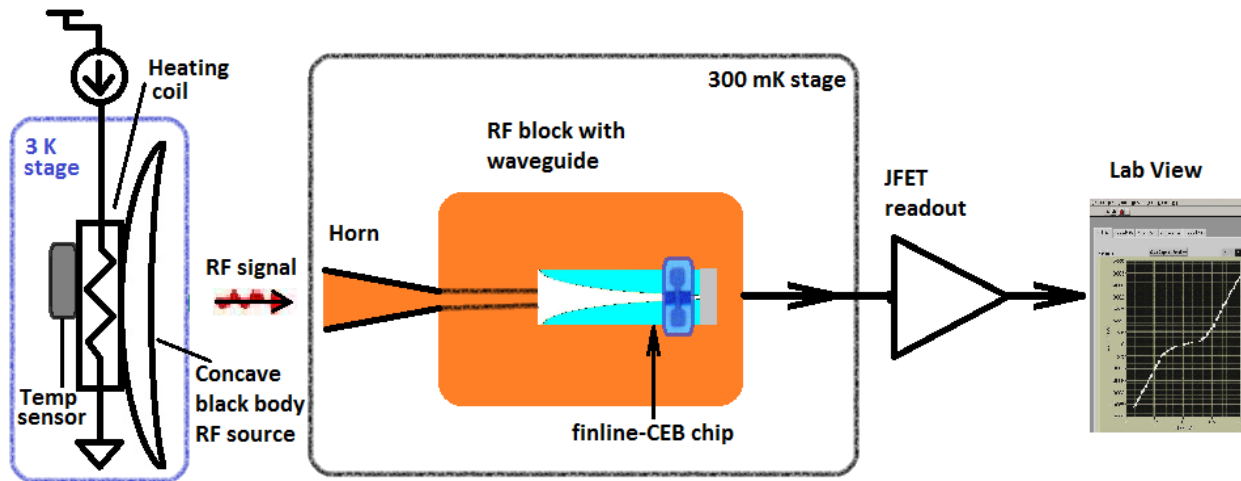 Heating
coil
3 K
stage
Temp
sensor
Concave
black body
RF source
RF signal
Horn
300 mK stage
RF block with
waveguide
finline-CEB chip
JFET
readout
Lab View